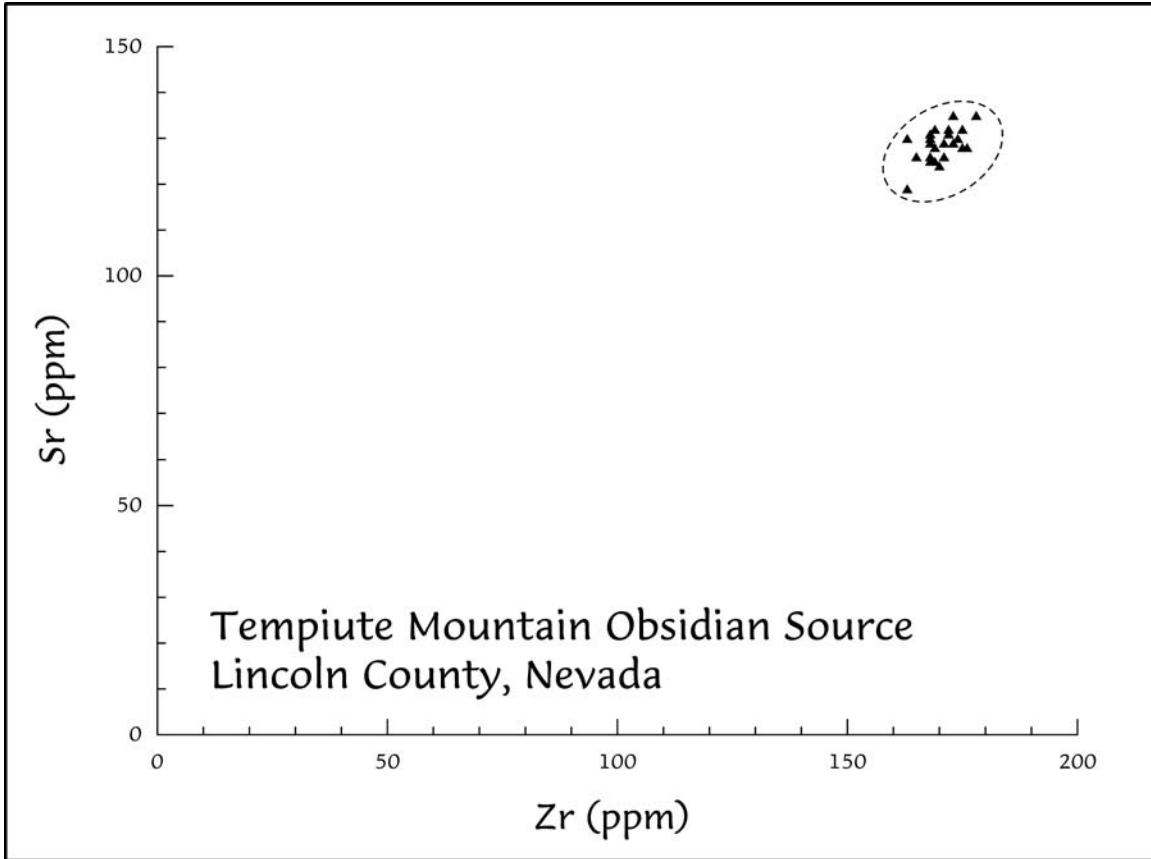 150
100
50
0
Sr (ppm)
Tempiute Mountain Obsidian Source
Lincoln County, Nevada
0 50 100 150 200
Zr (ppm)